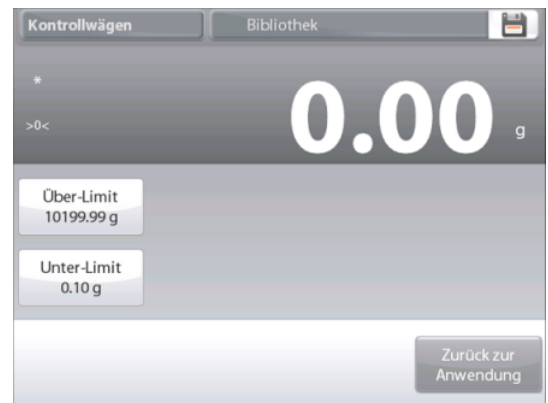 Kontrollwägen
Bibliothek
*
>0<
0.00 g
Über-Limit
10199.99 g
Unter-Limit
0.10 g
Zurück zur
Anwendung